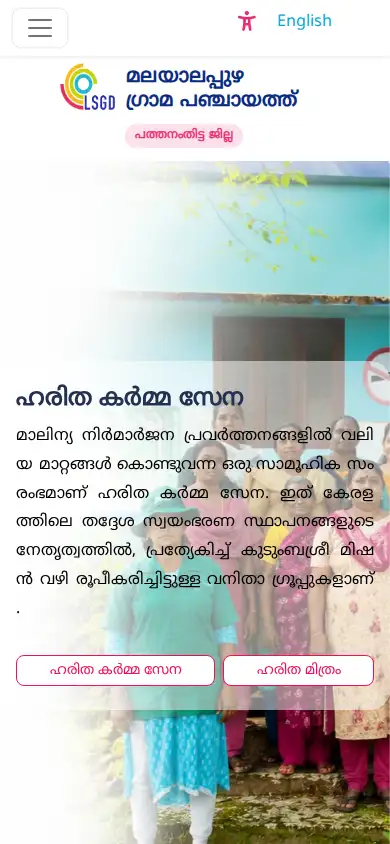 English
മലയാലപ്പുഴ
ഗ്രാമ പഞ്ചായത്ത്
LSGD
പത്തനംതിട്ട ജില്ല
ഹരിത കർമ്മ സേന
മാലിന്യ നിർമാർജന പ്രവർത്തനങ്ങളിൽ വലി
യ മാറ്റങ്ങൾ കൊണ്ടുവന്ന ഒരു സാമൂഹിക സം
രംഭമാണ് ഹരിത കർമ്മ സേന. ഇത് കേരള
ത്തിലെ തദ്ദേശ സ്വയംഭരണ സ്ഥാപനങ്ങളുടെ
നേതൃത്വത്തിൽ, പ്രത്യേകിച്ച് കുടുംബശ്രീ മിഷ
ൻ വഴി രൂപീകരിച്ചിട്ടുള്ള വനിതാ ഗ്രൂപ്പുകളാണ്
.
ഹരിത കർമ്മ സേന
ഹരിത മിത്രം